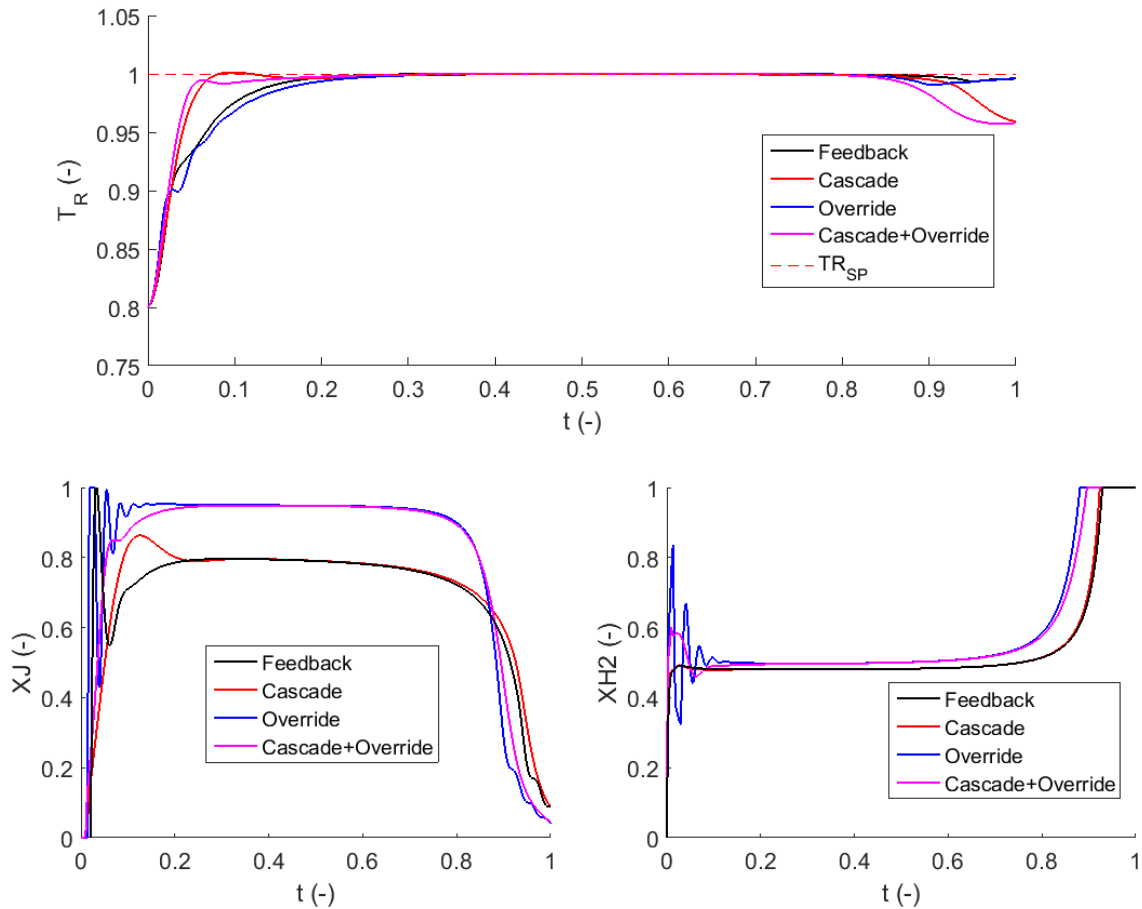 1.05
1
0.95
0.9
0.85
0.8
0.75
T_R (-)
0 0.1 0.2 0.3 0.4 0.5 0.6 0.7 0.8 0.9 1
t (-)
Feedback
Cascade
Override
Cascade+Override
TR_SP
1
0.8
0.6
0.4
0.2
0
XJ (-)
0 0.2 0.4 0.6 0.8 1
t (-)
Feedback
Cascade
Override
Cascade+Override
1
0.8
0.6
0.4
0.2
0
XH2 (-)
0 0.2 0.4 0.6 0.8 1
t (-)
Feedback
Cascade
Override
Cascade+Override